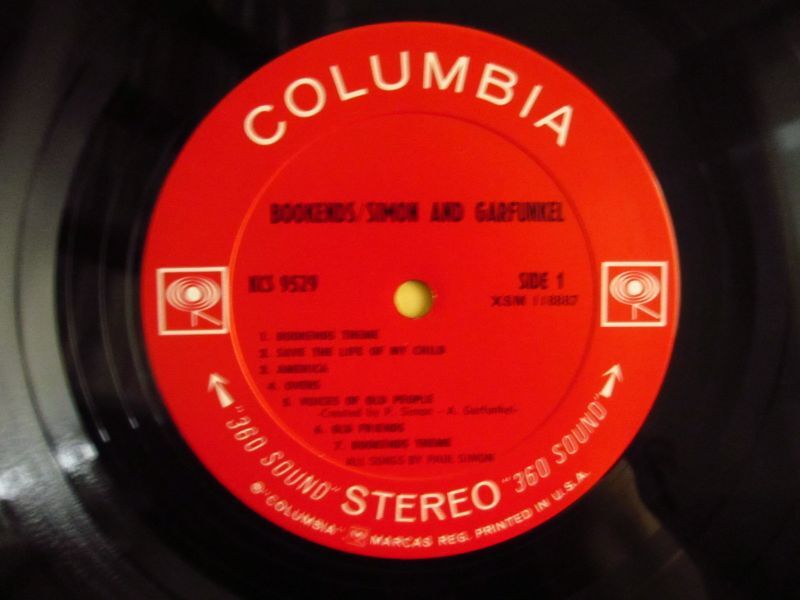 COLUMBIA
BOOKENDS/SIMON AND GARFUNKEL
KCS 9529
SIDE 1
XSM 118887
1. BOOKENDS THEME
2. SAVE THE LIFE OF MY CHILD
3. AMERICA
4. OVERS
5. VOICES OF OLD PEOPLE
-Created by P. Simon - A. Garfunkel-
6. OLD FRIENDS
7. BOOKENDS THEME
ALL SONGS BY PAUL SIMON
"360 SOUND" STEREO "360 SOUND"
® "COLUMBIA" MARCAS REG. PRINTED IN U.S.A.